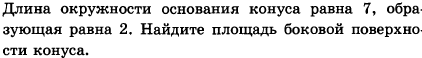 Длина окружности основания конуса равна 7, обра-
зующая равна 2. Найдите площадь боковой поверхно-
сти конуса.